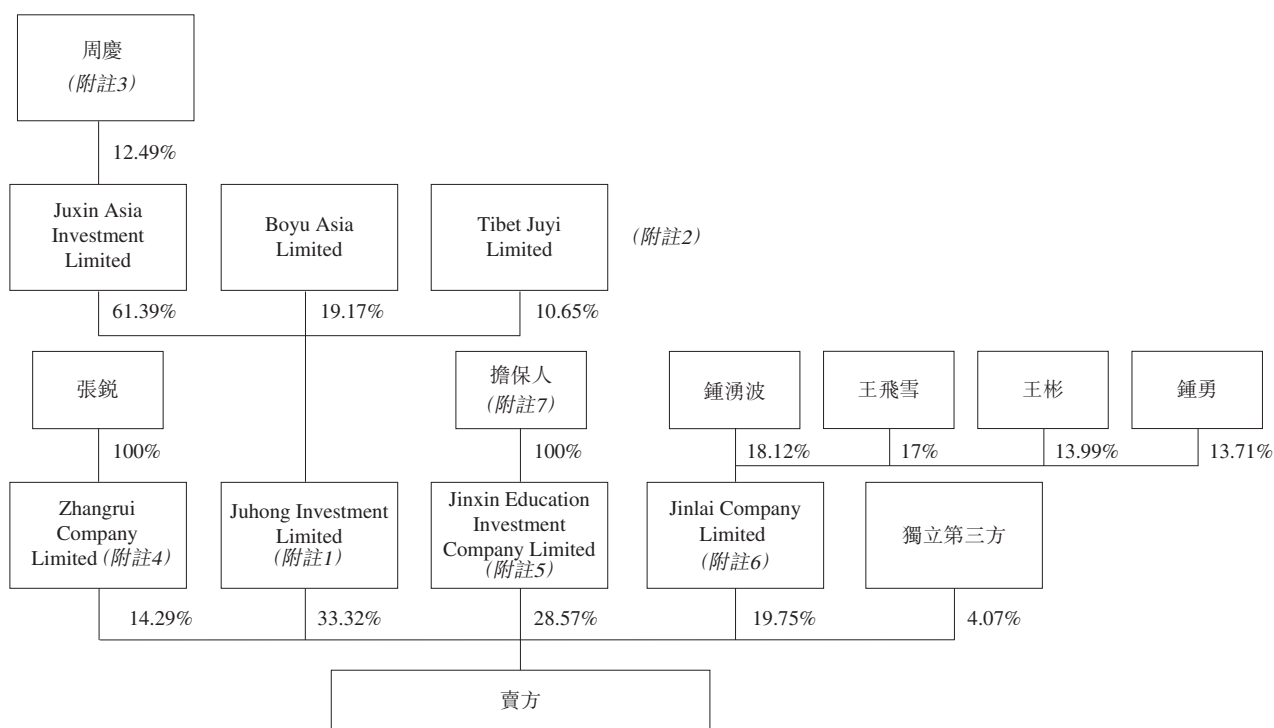 周慶
(附註3)
12.49%
Juxin Asia
Investment
Limited
Boyu Asia
Limited
Tibet Juyi
Limited
(附註2)
61.39%
19.17%
10.65%
張銳
擔保人
(附註7)
鍾湧波
王飛雪
王彬
鍾勇
100%
100%
18.12%
17%
13.99%
13.71%
Zhangrui
Company
Limited (附註4)
Juhong Investment
Limited
(附註1)
Jinxin Education
Investment
Company Limited
(附註5)
Jinlai Company
Limited
(附註6)
獨立第三方
14.29%
33.32%
28.57%
19.75%
4.07%
賣方